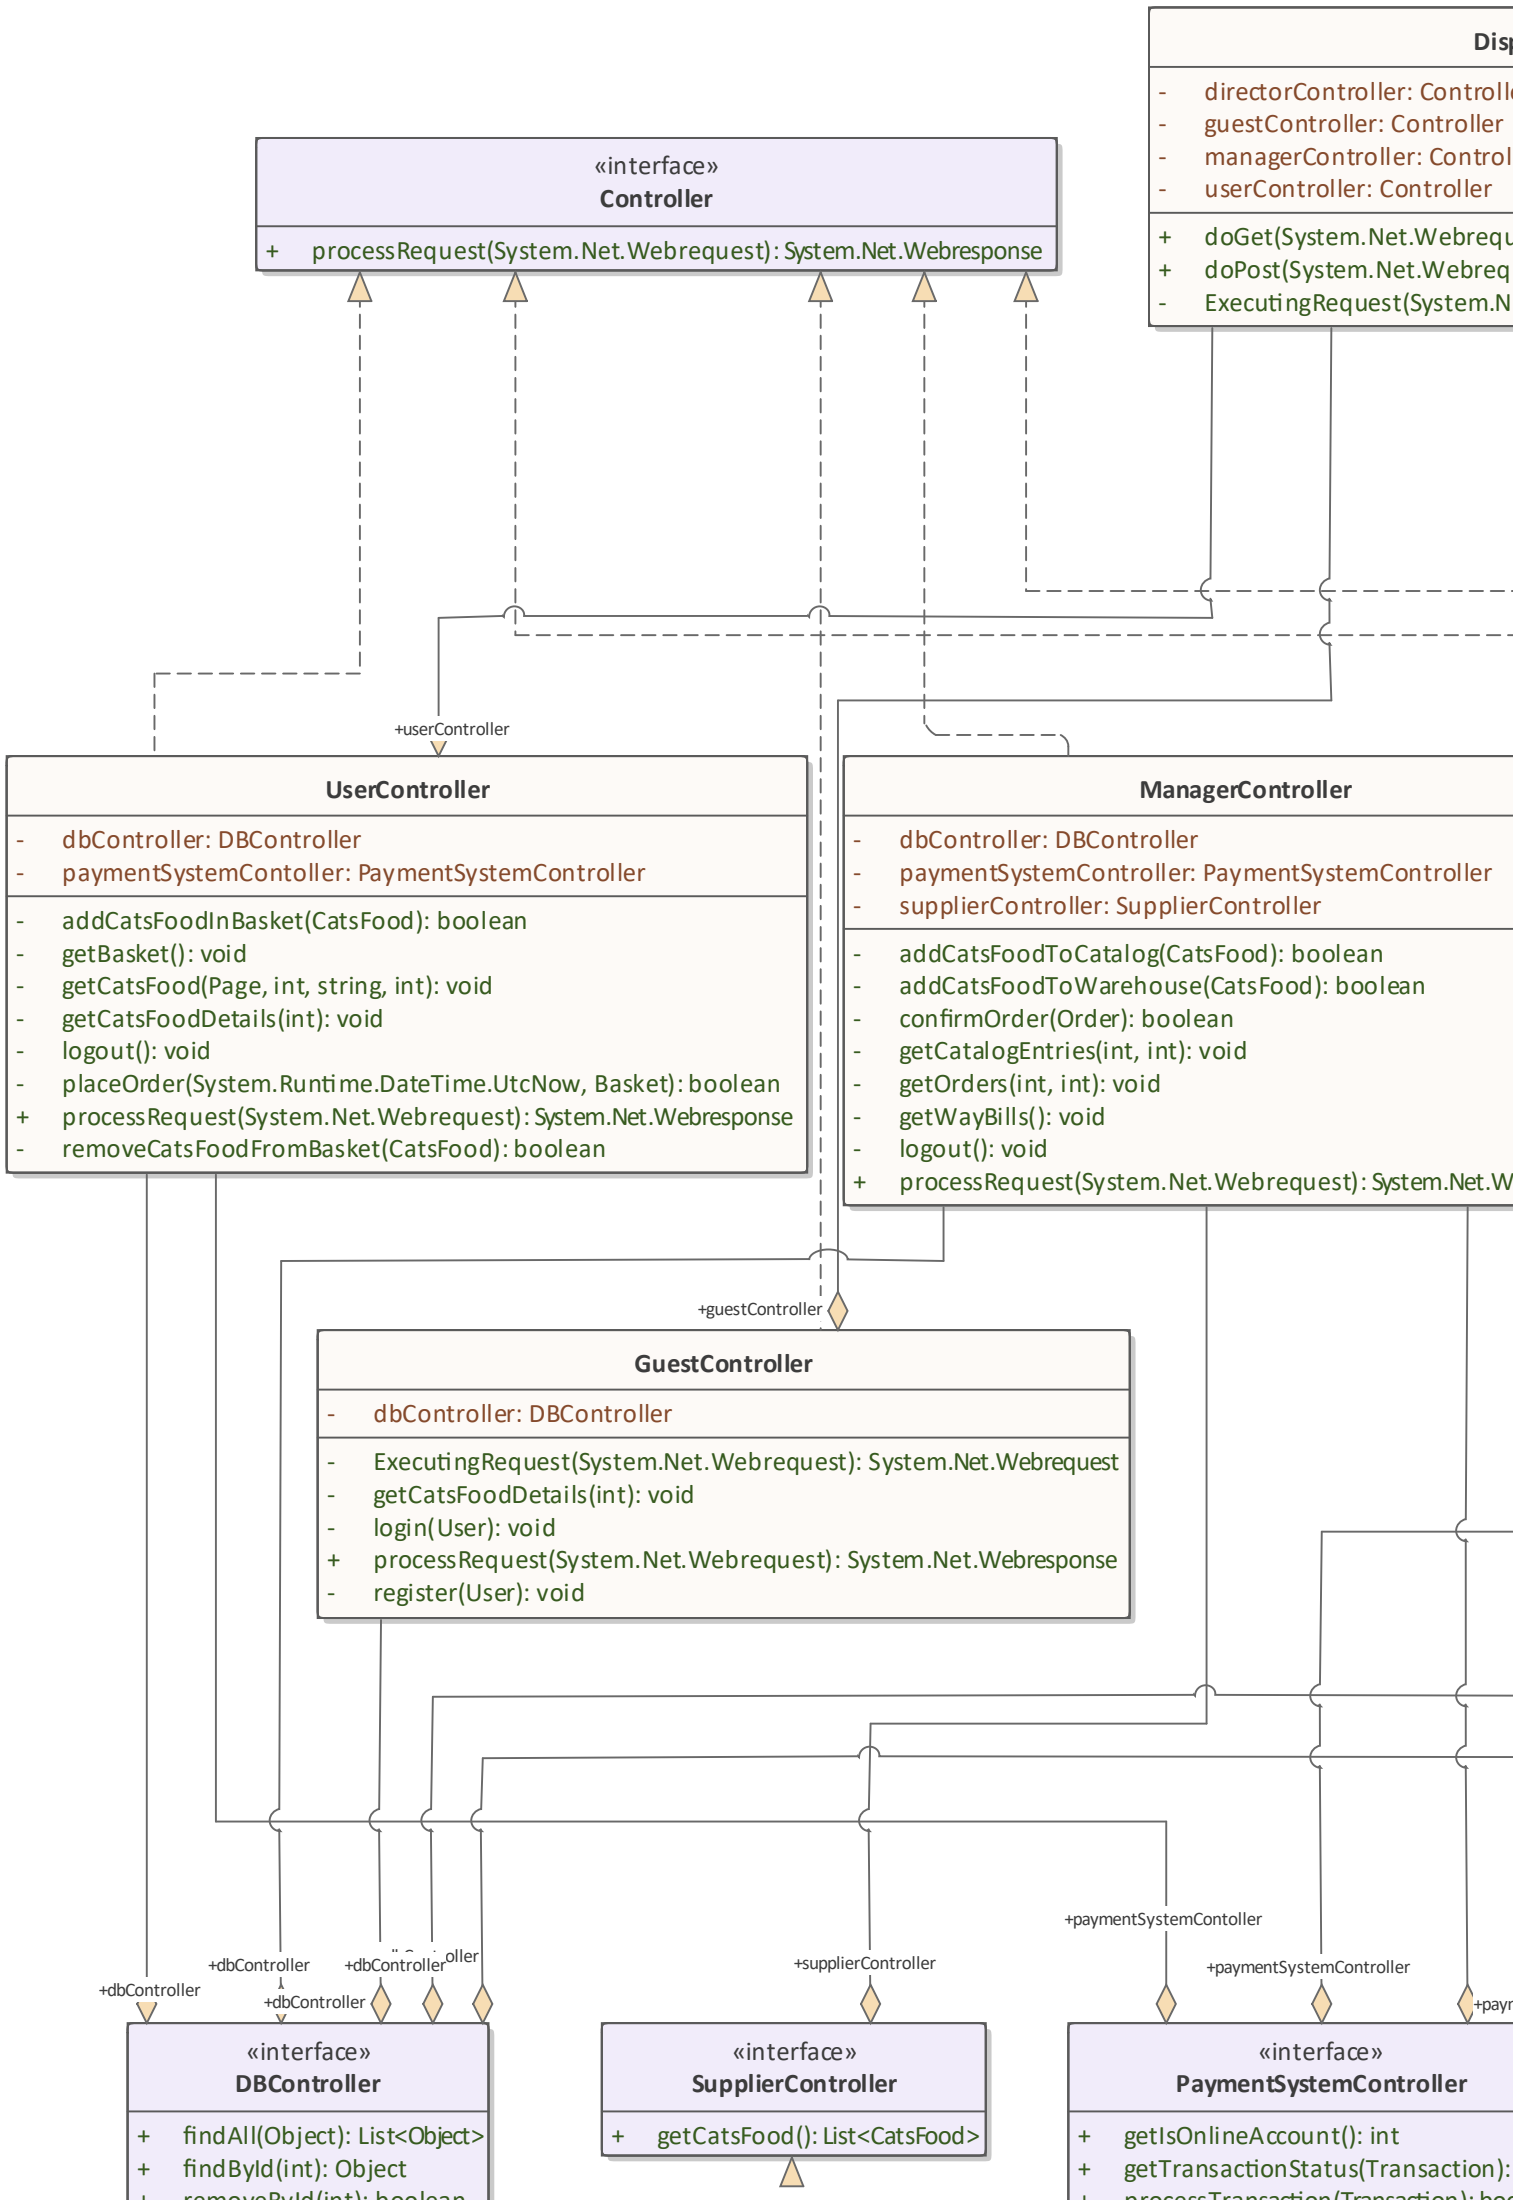 Disp
- directorController: Controlle
- guestController: Controller
- managerController: Control
- userController: Controller
+ doGet(System.Net.Webrequ
+ doPost(System.Net.Webreq
- ExecutingRequest(System.N
«interface»
Controller
+ processRequest(System.Net.Webrequest): System.Net.Webresponse
+userController
UserController
- dbController: DBController
- paymentSystemContoller: PaymentSystemController
- addCatsFoodInBasket(CatsFood): boolean
- getBasket(): void
- getCatsFood(Page, int, string, int): void
- getCatsFoodDetails(int): void
- logout(): void
- placeOrder(System.Runtime.DateTime.UtcNow, Basket): boolean
+ processRequest(System.Net.Webrequest): System.Net.Webresponse
- removeCatsFoodFromBasket(CatsFood): boolean
ManagerController
- dbController: DBController
- paymentSystemController: PaymentSystemController
- supplierController: SupplierController
- addCatsFoodToCatalog(CatsFood): boolean
- addCatsFoodToWarehouse(CatsFood): boolean
- confirmOrder(Order): boolean
- getCatalogEntries(int, int): void
- getOrders(int, int): void
- getWayBills(): void
- logout(): void
+ processRequest(System.Net.Webrequest): System.Net.W
+guestController
GuestController
- dbController: DBController
- ExecutingRequest(System.Net.Webrequest): System.Net.Webrequest
- getCatsFoodDetails(int): void
- login(User): void
+ processRequest(System.Net.Webrequest): System.Net.Webresponse
- register(User): void
+paymentSystemContoller
+dbController
+dbController
+supplierController
+paymentSystemController
+dbController
+dbController
+payr
«interface»
DBController
+ findAll(Object): List<Object>
+ findById(int): Object
+ removeById(int): boolean
«interface»
SupplierController
+ getCatsFood(): List<CatsFood>
«interface»
PaymentSystemController
+ getIsOnlineAccount(): int
+ getTransactionStatus(Transaction):
+ processTransaction(Transaction): boo